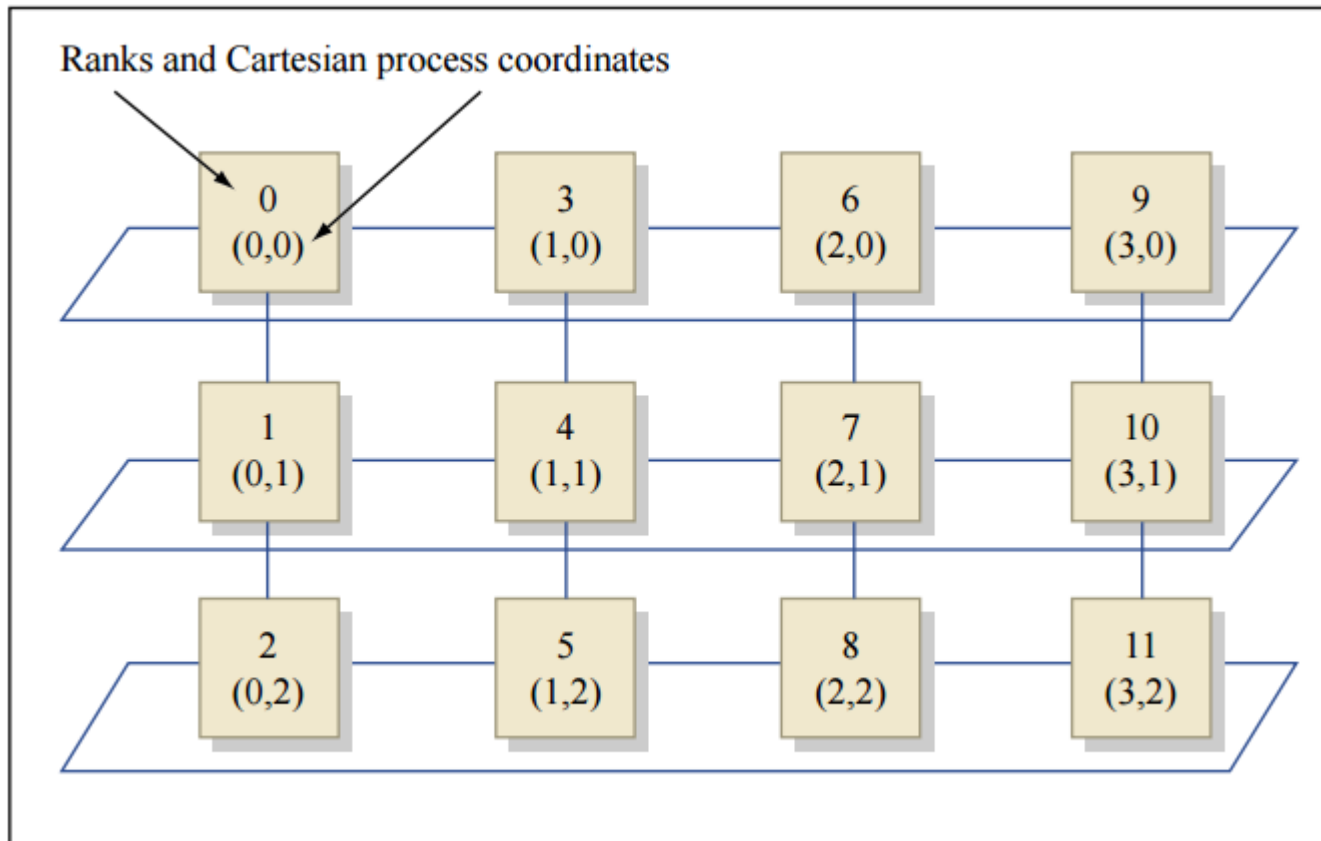 Ranks and Cartesian process coordinates
0 3 6 9
(0,0) (1,0) (2,0) (3,0)
1 4 7 10
(0,1) (1,1) (2,1) (3,1)
2 5 8 11
(0,2) (1,2) (2,2) (3,2)